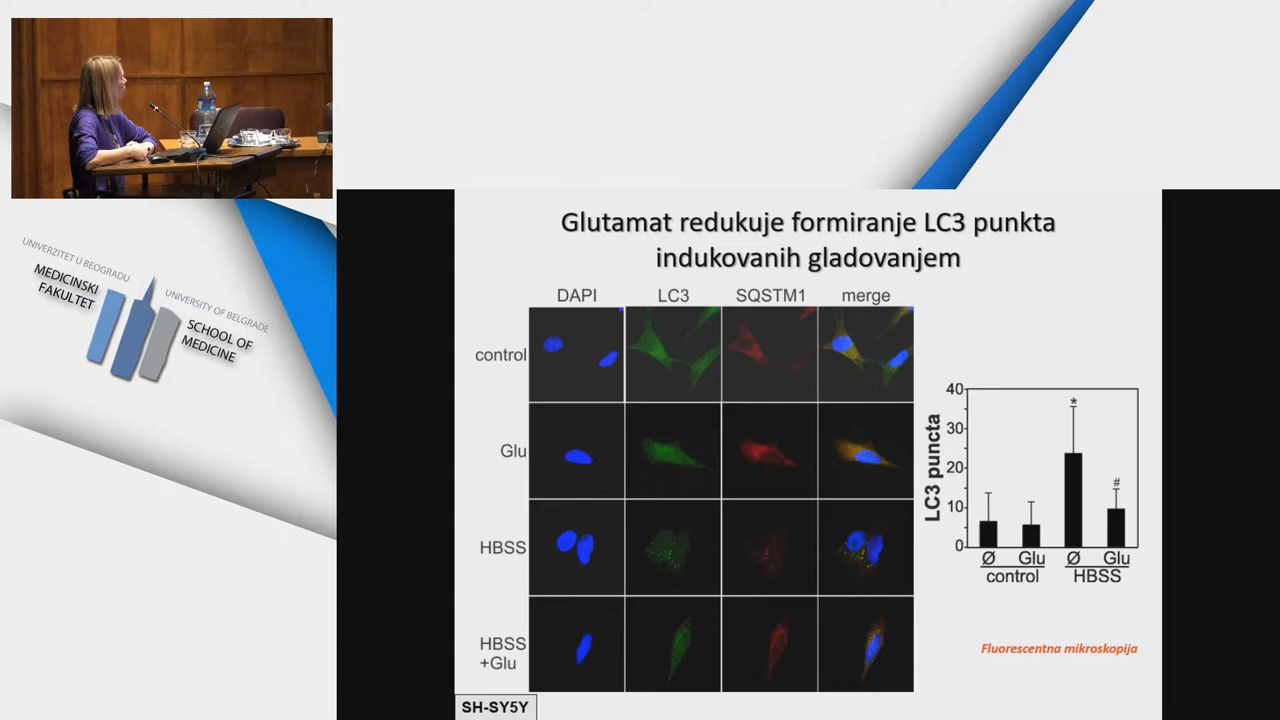 UNIVERZITET U BEOGRADU
MEDICINSKI
FAKULTET
UNIVERSITY OF BELGRADE
SCHOOL OF
MEDICINE
Glutamat redukuje formiranje LC3 punkta
indukovanih gladovanjem
DAPI LC3 SQSTM1 merge
control
Glu
HBSS
HBSS
+Glu
SH-SY5Y
LC3 puncta
40
30
20
10
0
*
#
Ø Glu Ø Glu
control HBSS
Fluorescentna mikroskopija